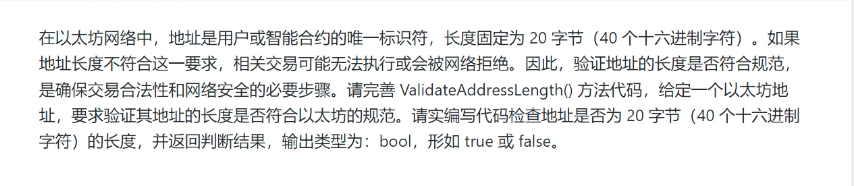 在以太坊网络中，地址是用户或智能合约的唯一标识符，长度固定为 20 字节（40 个十六进制字符）。如果
地址长度不符合这一要求，相关交易可能无法执行或会被网络拒绝。因此，验证地址的长度是否符合规范，
是确保交易合法性和网络安全的必要步骤。请完善 ValidateAddressLength() 方法代码，给定一个以太坊地
址，要求验证其地址的长度是否符合以太坊的规范。请实编写代码检查地址是否为 20 字节（40 个十六进制
字符）的长度，并返回判断结果，输出类型为：bool，形如 true 或 false。